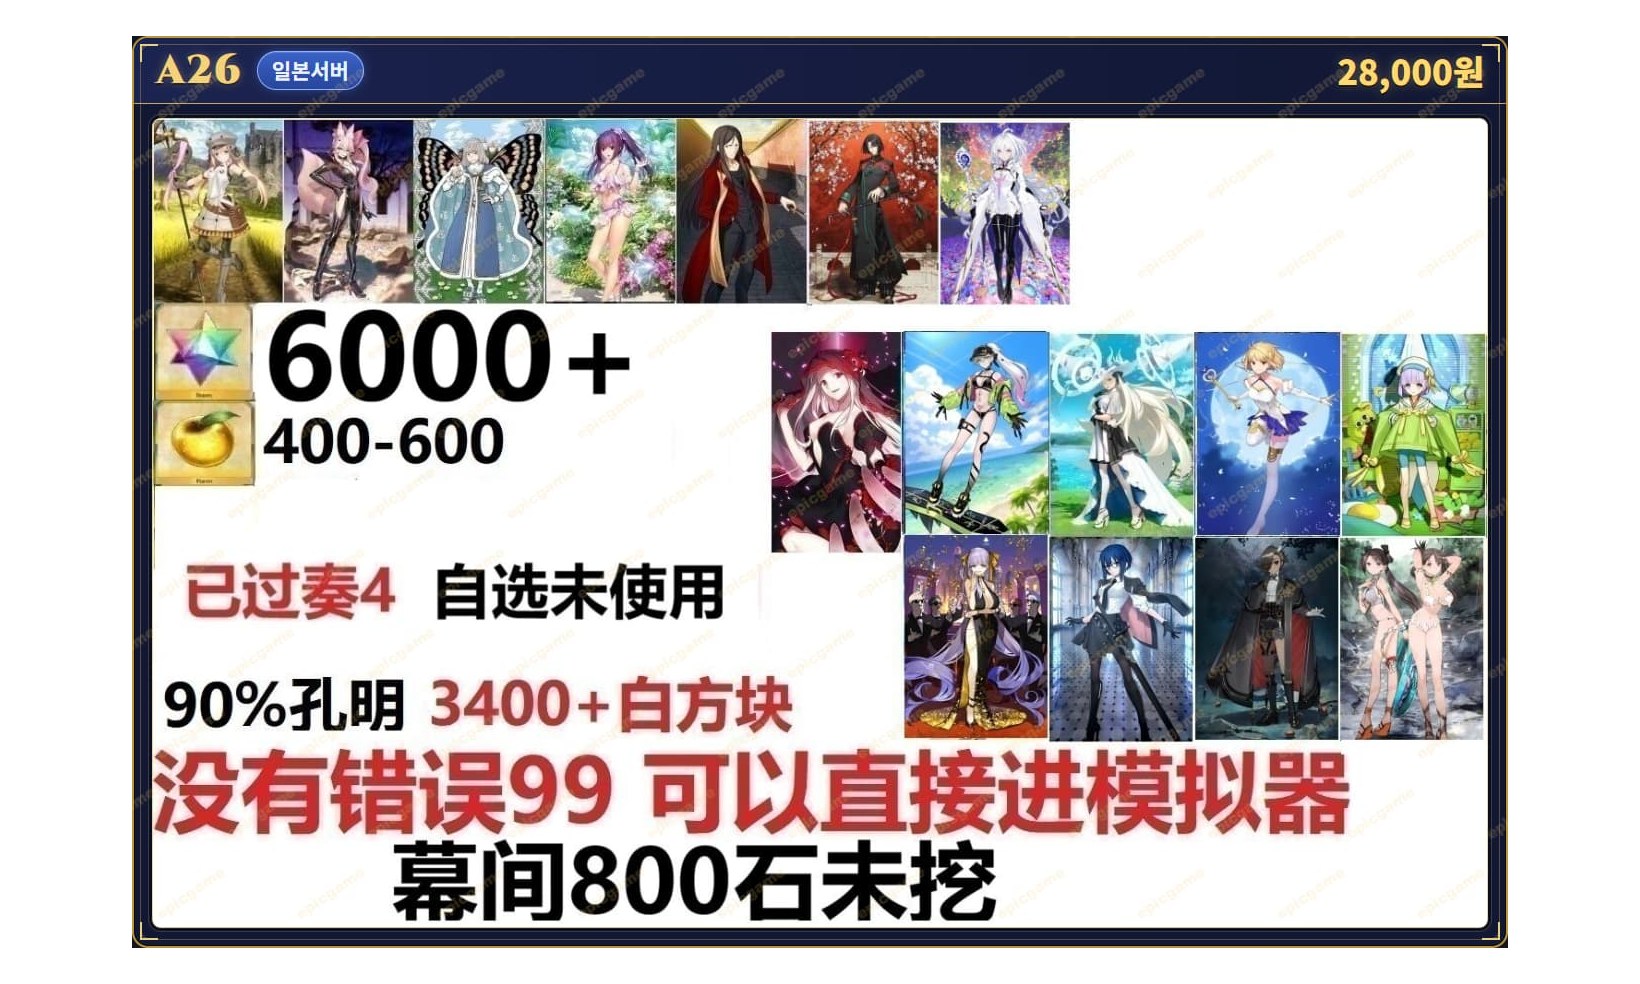 A26 일본서버 28,000원
6000+
400-600
已过奏4 自选未使用
90%孔明 3400+白方块
没有错误99 可以直接进模拟器
幕间800石未挖
epicgame